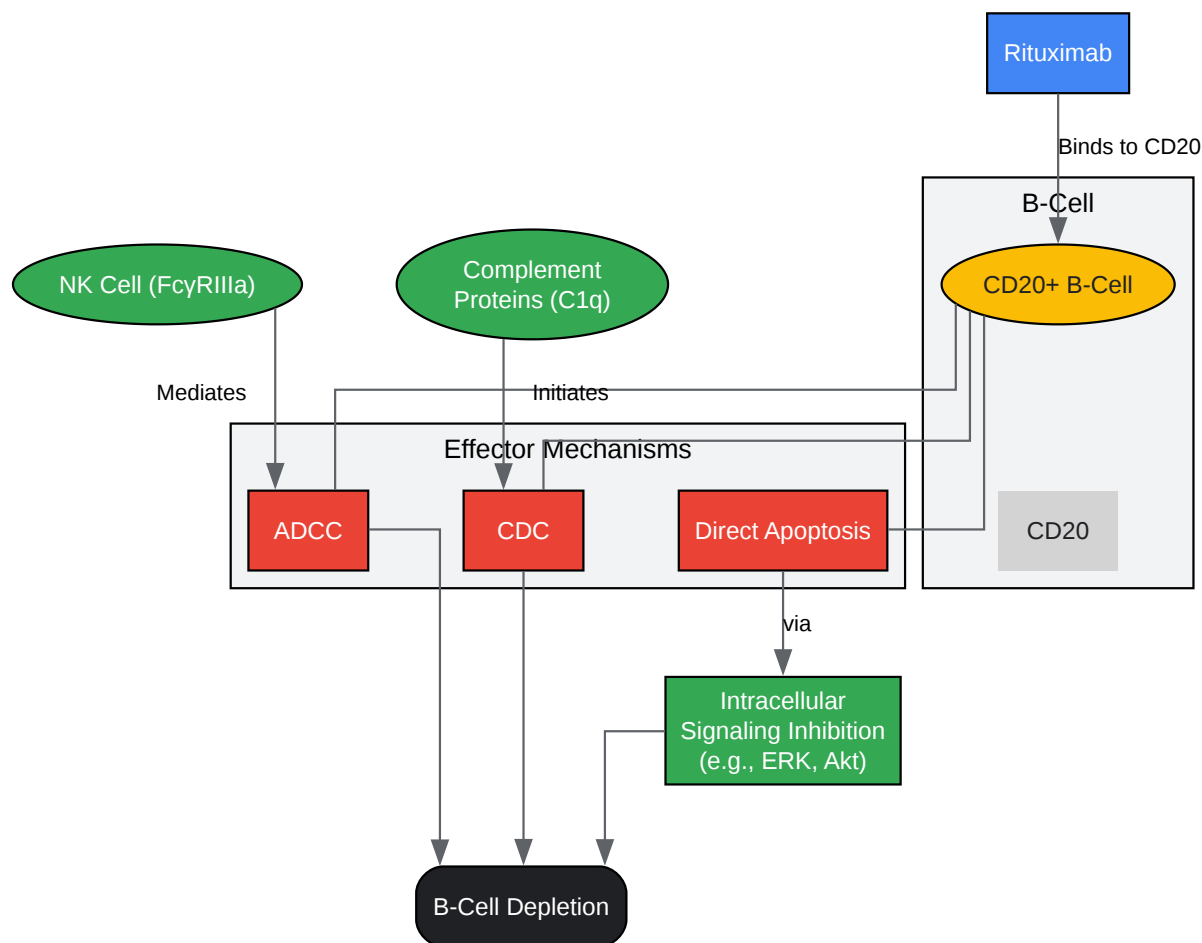 Rituximab
Binds to CD20
B-Cell
NK Cell (FcγRIIIa)
Complement
Proteins (C1q)
CD20+ B-Cell
Mediates
Initiates
Effector Mechanisms
ADCC
CDC
Direct Apoptosis
CD20
via
Intracellular
Signaling Inhibition
(e.g., ERK, Akt)
B-Cell Depletion